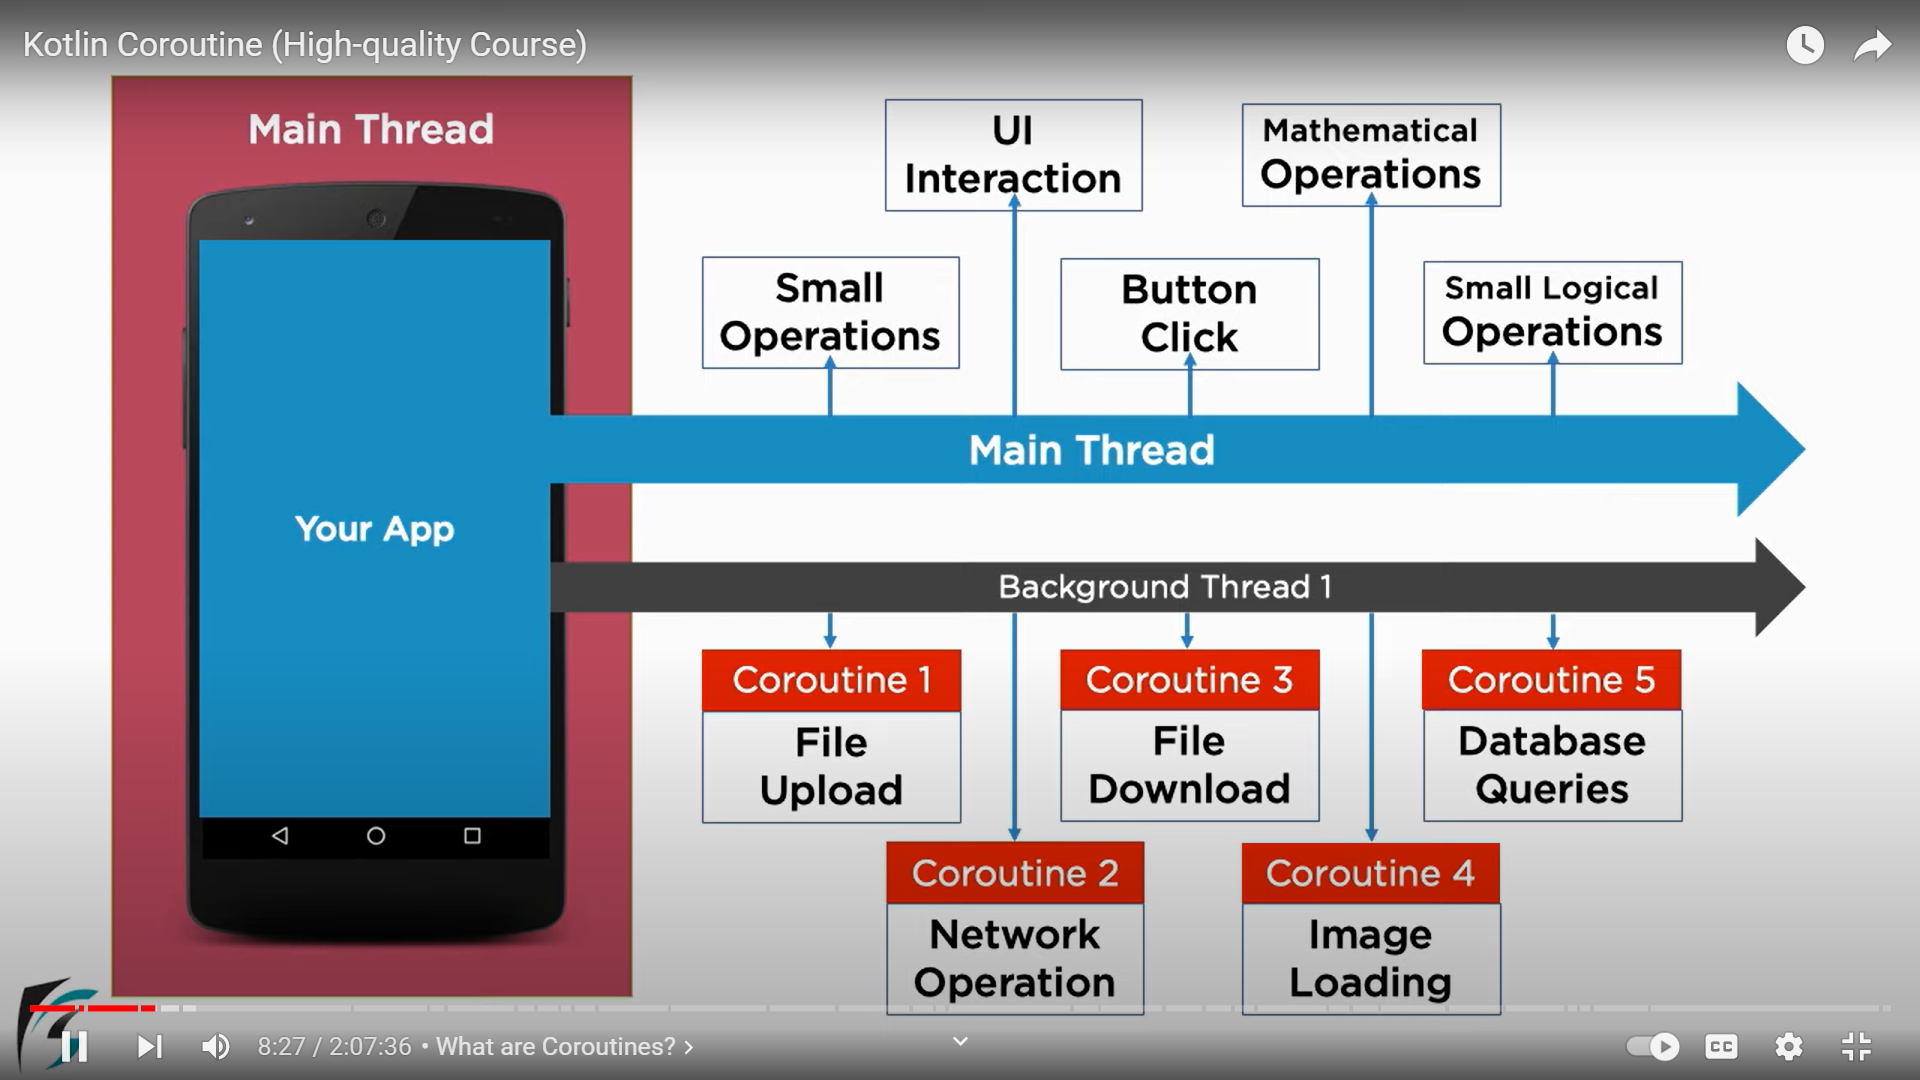 Kotlin Coroutine (High-quality Course)
Main Thread
Your App
UI
Interaction
Mathematical
Operations
Small
Operations
Button
Click
Small Logical
Operations
Main Thread
Background Thread 1
Coroutine 1
File
Upload
Coroutine 3
File
Download
Coroutine 5
Database
Queries
Coroutine 2
Network
Operation
Coroutine 4
Image
Loading
8:27 / 2:07:36 • What are Coroutines? >
CC